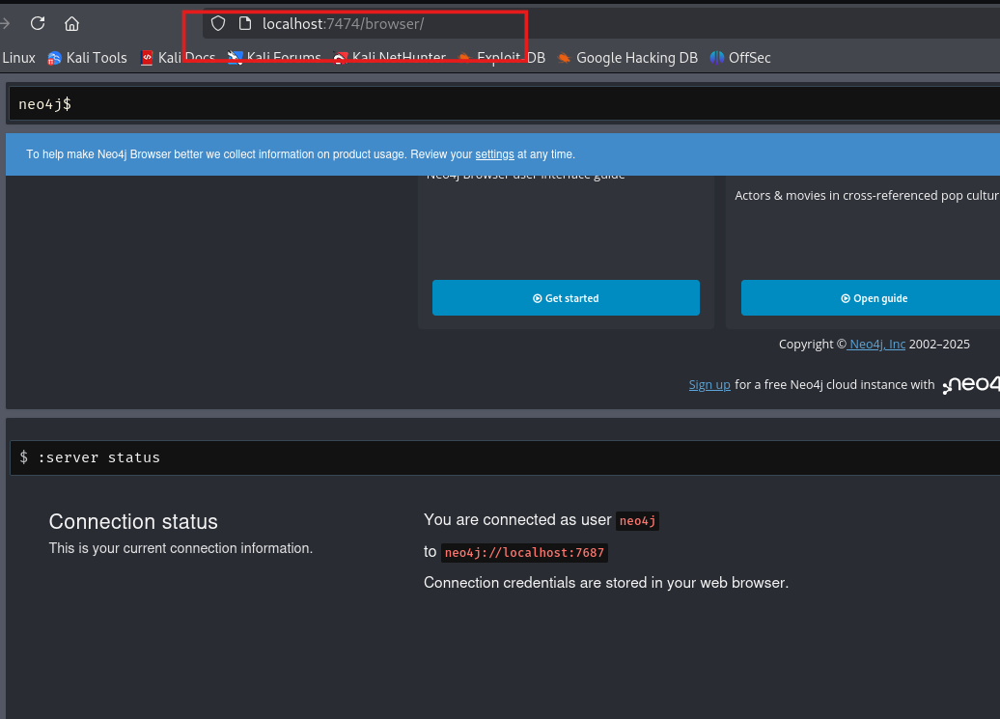 localhost:7474/browser/
Linux Kali Tools Kali Docs Kali Forums Kali NetHunter Exploit-DB Google Hacking DB OffSec
neo4j$
To help make Neo4j Browser better we collect information on product usage. Review your settings at any time.
Neo4j Browser user interface guide
Actors & movies in cross-referenced pop cultur
Get started
Open guide
Copyright © Neo4j, Inc 2002–2025
Sign up for a free Neo4j cloud instance with neo4
$ :server status
Connection status
This is your current connection information.
You are connected as user neo4j
to neo4j://localhost:7687
Connection credentials are stored in your web browser.